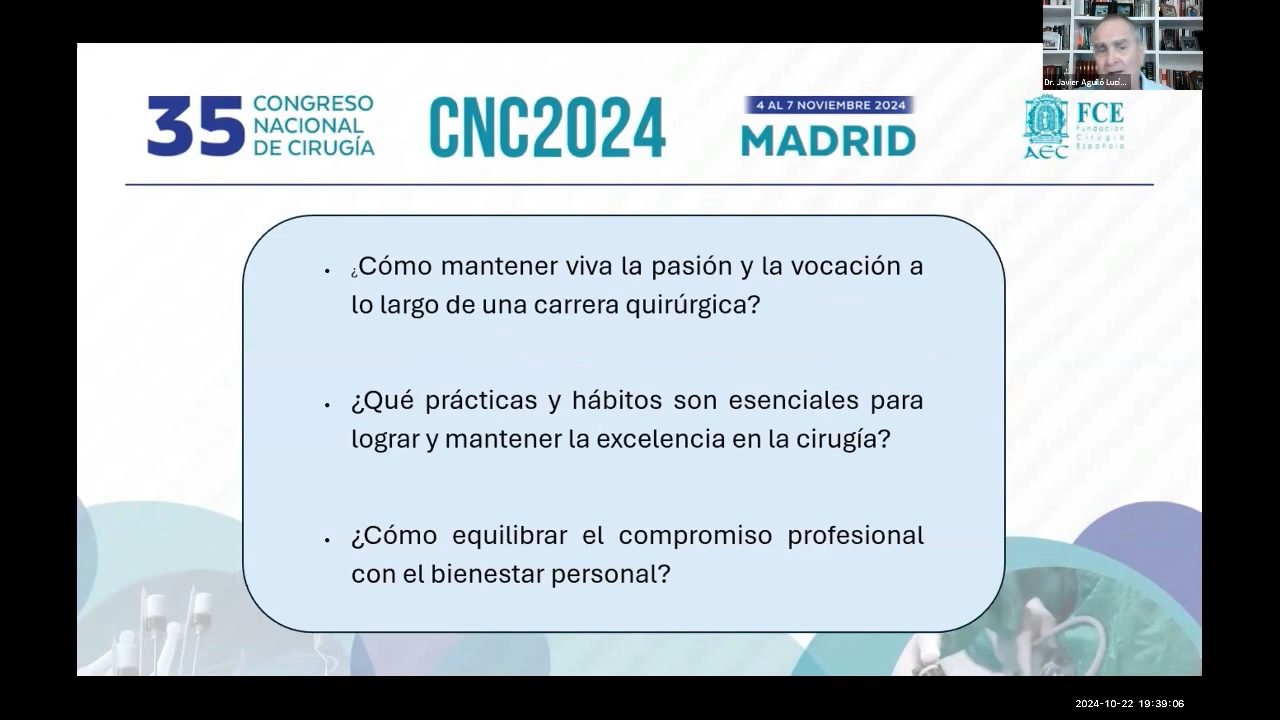 Dr. Javier Aguiló Lucí...
35 CONGRESO
NACIONAL
DE CIRUGÍA
CNC2024
4 AL 7 NOVIEMBRE 2024
MADRID
AEC
FCE
Fundación
Cirugía
Española
• ¿Cómo mantener viva la pasión y la vocación a
lo largo de una carrera quirúrgica?
• ¿Qué prácticas y hábitos son esenciales para
lograr y mantener la excelencia en la cirugía?
• ¿Cómo equilibrar el compromiso profesional
con el bienestar personal?
2024-10-22 19:39:06